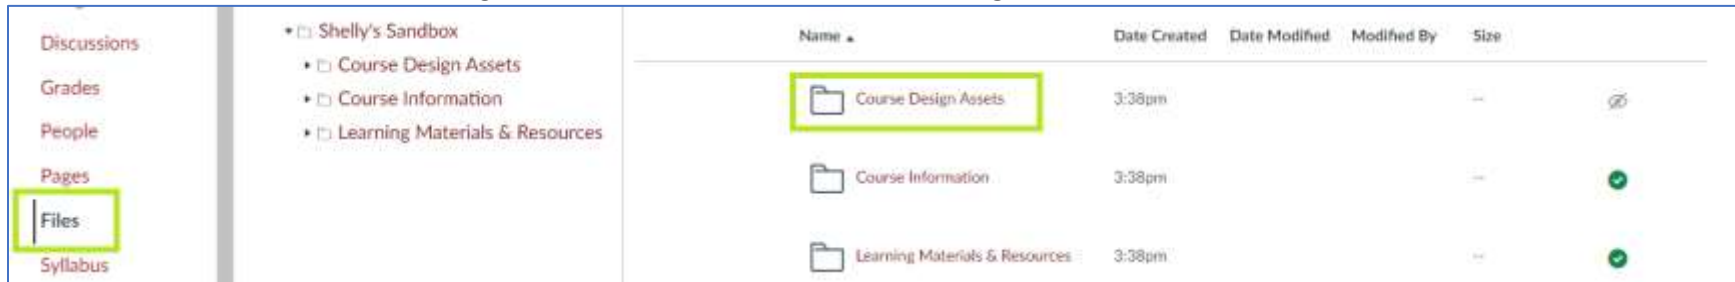 Discussions
Grades
People
Pages
Files
Syllabus
Shelly's Sandbox
Course Design Assets
Course Information
Learning Materials & Resources
Name Date Created Date Modified Modified By Size
Course Design Assets 3:38pm --
Course Information 3:38pm --
Learning Materials & Resources 3:38pm --